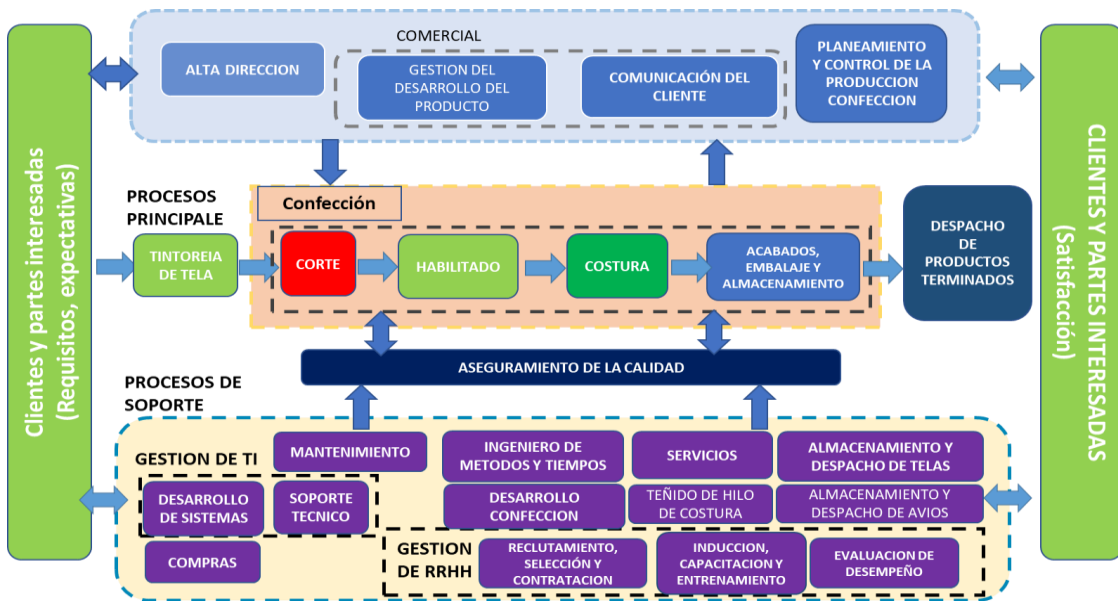 Clientes y partes interesadas
(Requisitos, expectativas)
ALTA DIRECCION
COMERCIAL
GESTION DEL
DESARROLLO DEL
PRODUCTO
COMUNICACIÓN DEL
CLIENTE
PLANEAMIENTO
Y CONTROL DE LA
PRODUCCION
CONFECCION
PROCESOS
PRINCIPALE
Confección
TINTOREIA
DE TELA
CORTE
HABILITADO
COSTURA
ACABADOS,
EMBALAJE Y
ALMACENAMIENTO
DESPACHO
DE
PRODUCTOS
TERMINADOS
ASEGURAMIENTO DE LA CALIDAD
PROCESOS DE
SOPORTE
MANTENIMIENTO
INGENIERO DE
METODOS Y TIEMPOS
SERVICIOS
ALMACENAMIENTO Y
DESPACHO DE TELAS
GESTION DE TI
DESARROLLO
DE SISTEMAS
SOPORTE
TECNICO
DESARROLLO
CONFECCION
TEÑIDO DE HILO
DE COSTURA
ALMACENAMIENTO Y
DESPACHO DE AVIOS
COMPRAS
GESTION
DE RRHH
RECLUTAMIENTO,
SELECCIÓN Y
CONTRATACION
INDUCCION,
CAPACITACION Y
ENTRENAMIENTO
EVALUACION DE
DESEMPEÑO
CLIENTES Y PARTES INTERESADAS
(Satisfacción)